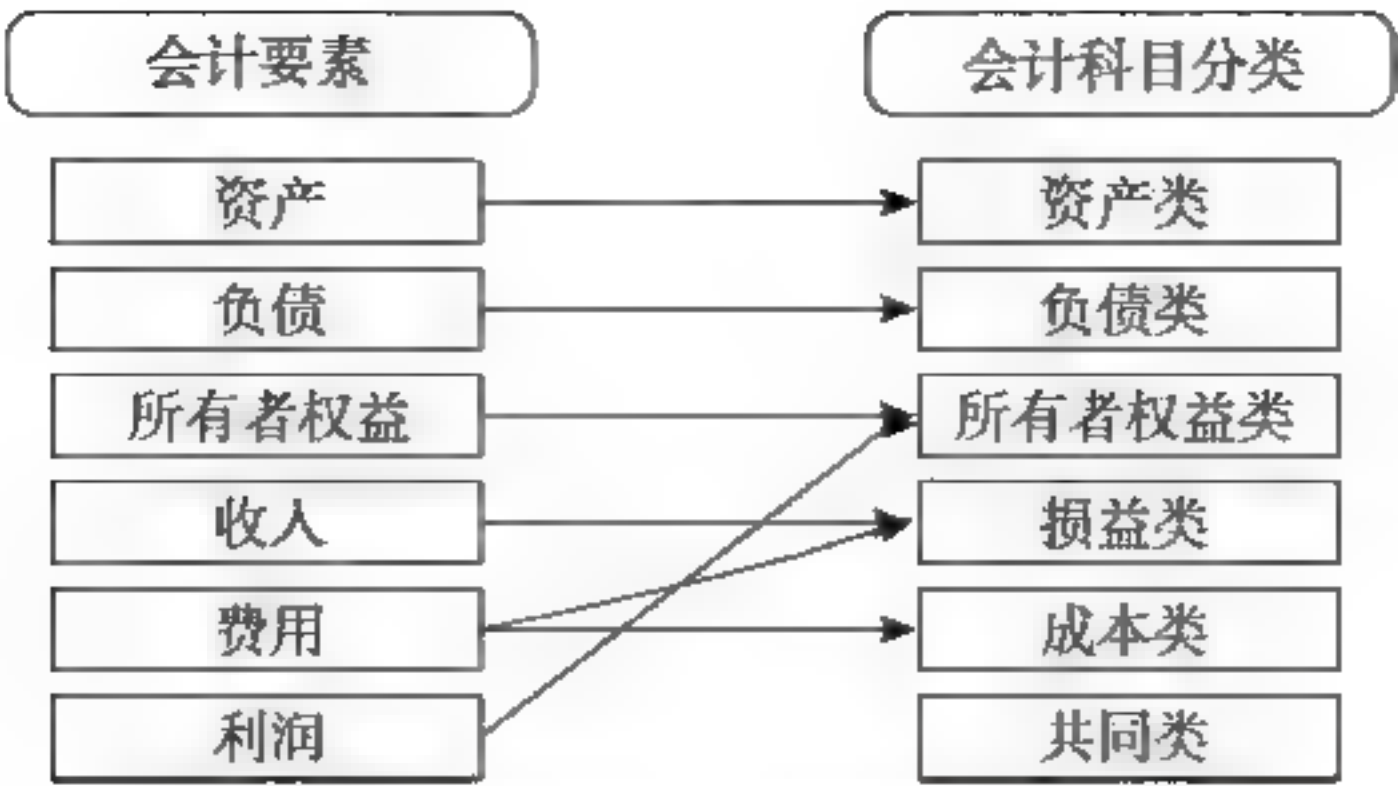 会计要素
会计科目分类
资产
资产类
负债
负债类
所有者权益
所有者权益类
收入
损益类
费用
成本类
利润
共同类